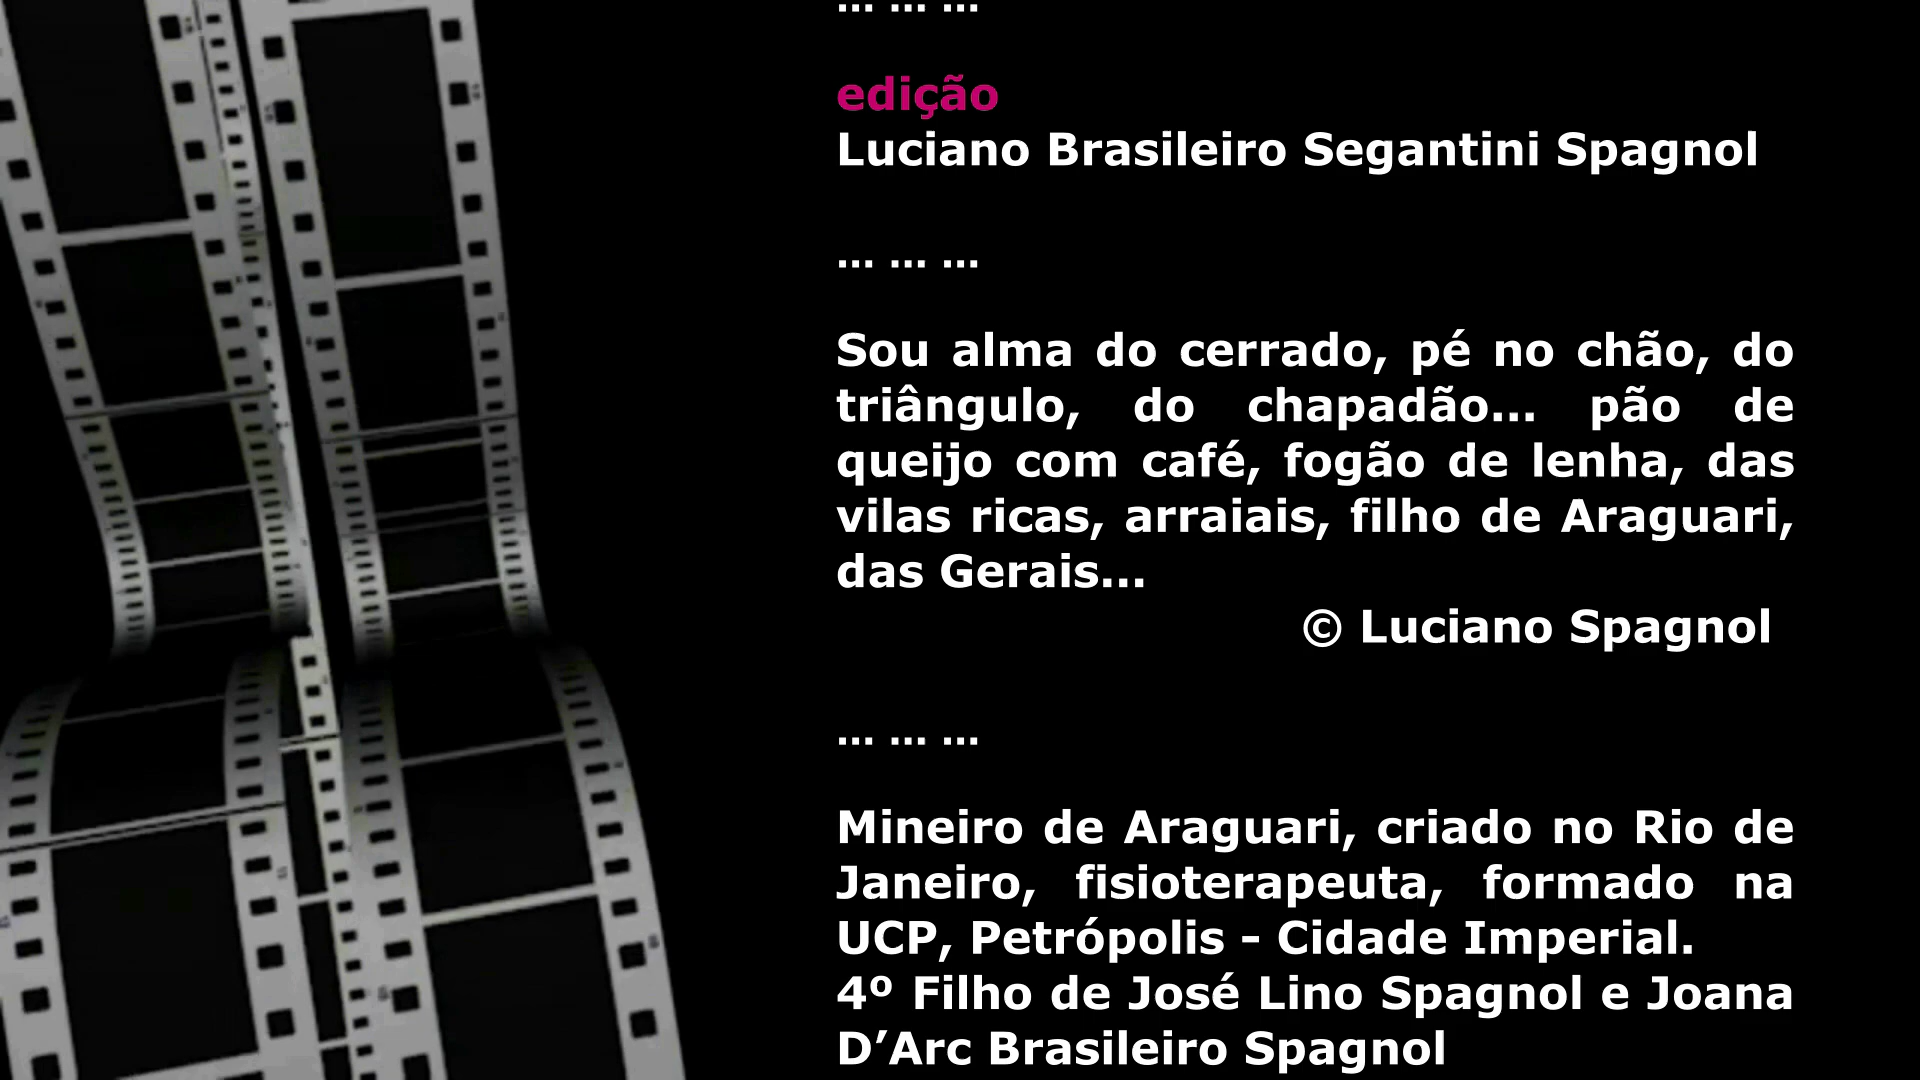 ... ... ...
edição
Luciano Brasileiro Segantini Spagnol
... ... ...
Sou alma do cerrado, pé no chão, do
triângulo, do chapadão... pão de
queijo com café, fogão de lenha, das
vilas ricas, arraiais, filho de Araguari,
das Gerais...
© Luciano Spagnol
... ... ...
Mineiro de Araguari, criado no Rio de
Janeiro, fisioterapeuta, formado na
UCP, Petrópolis - Cidade Imperial.
4º Filho de José Lino Spagnol e Joana
D’Arc Brasileiro Spagnol